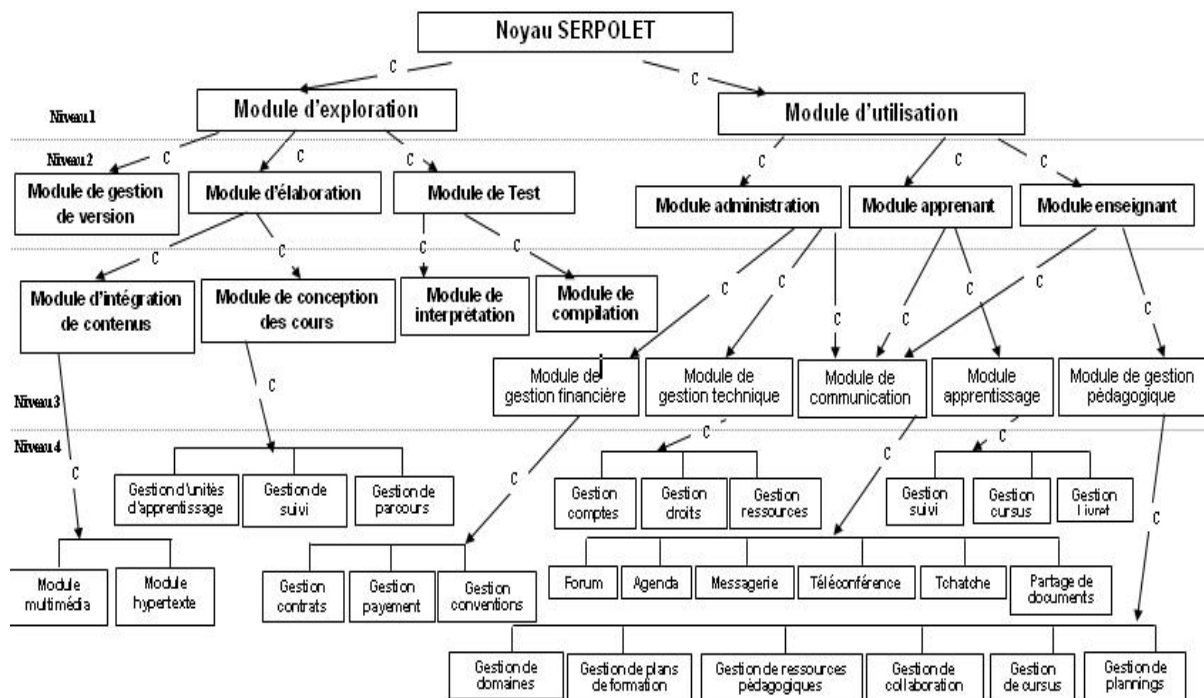 Noyau SERPOLET
C
C
Module d'exploration
Module d'utilisation
Niveau 1
Niveau 2
C
C
C
C
C
C
Module de gestion
de version
Module d'élaboration
Module de Test
Module administration
Module apprenant
Module enseignant
C
C
C
C
C
C
C
C
C
C
C
C
Module d'intégration
de contenus
Module de conception
des cours
Module de
interprétation
Module de
compilation
Module de
gestion financière
Module de
gestion technique
Module de
communication
Module
apprentissage
Module de gestion
pédagogique
Niveau 3
Niveau 4
C
C
C
C
C
C
C
Gestion d'unités
d'apprentissage
Gestion de
suivi
Gestion de
parcours
Gestion
comptes
Gestion
droits
Gestion
ressources
Gestion
suivi
Gestion
cursus
Gestion
Livret
Module
multimédia
Module
hypertexte
Gestion
contrats
Gestion
payement
Gestion
conventions
Forum
Agenda
Messagerie
Téléconférence
Tchatche
Partage de
documents
Gestion de
domaines
Gestion de plans
de formation
Gestion de ressources
pédagogiques
Gestion de
collaboration
Gestion
de cursus
Gestion de
plannings